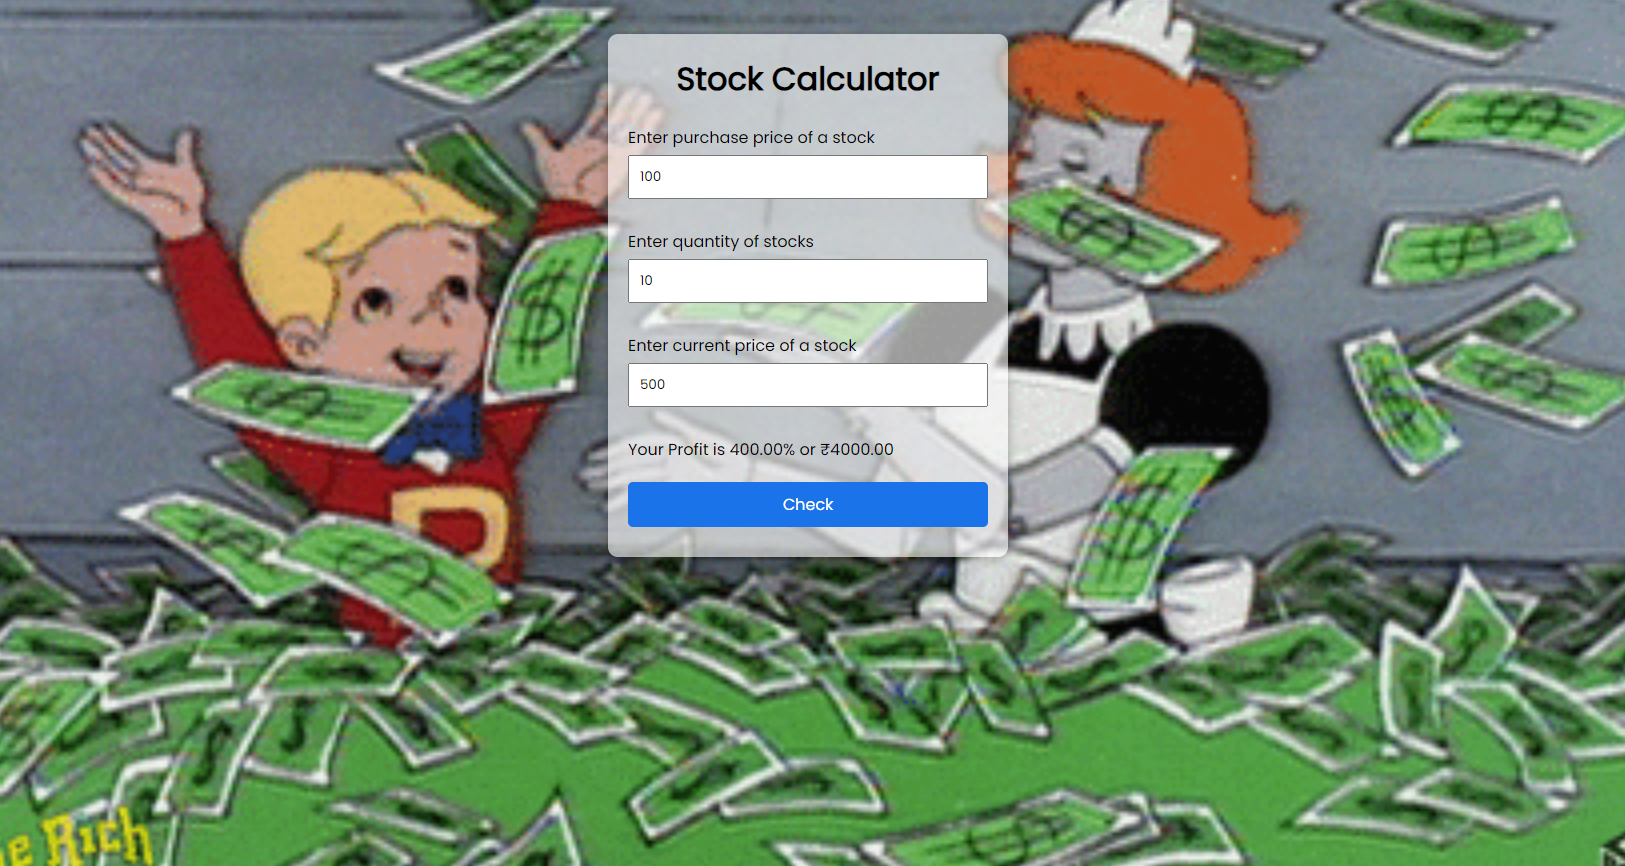 Stock Calculator
Enter purchase price of a stock
100
Enter quantity of stocks
10
Enter current price of a stock
500
Your Profit is 400.00% or ₹4000.00
Check
e Rich